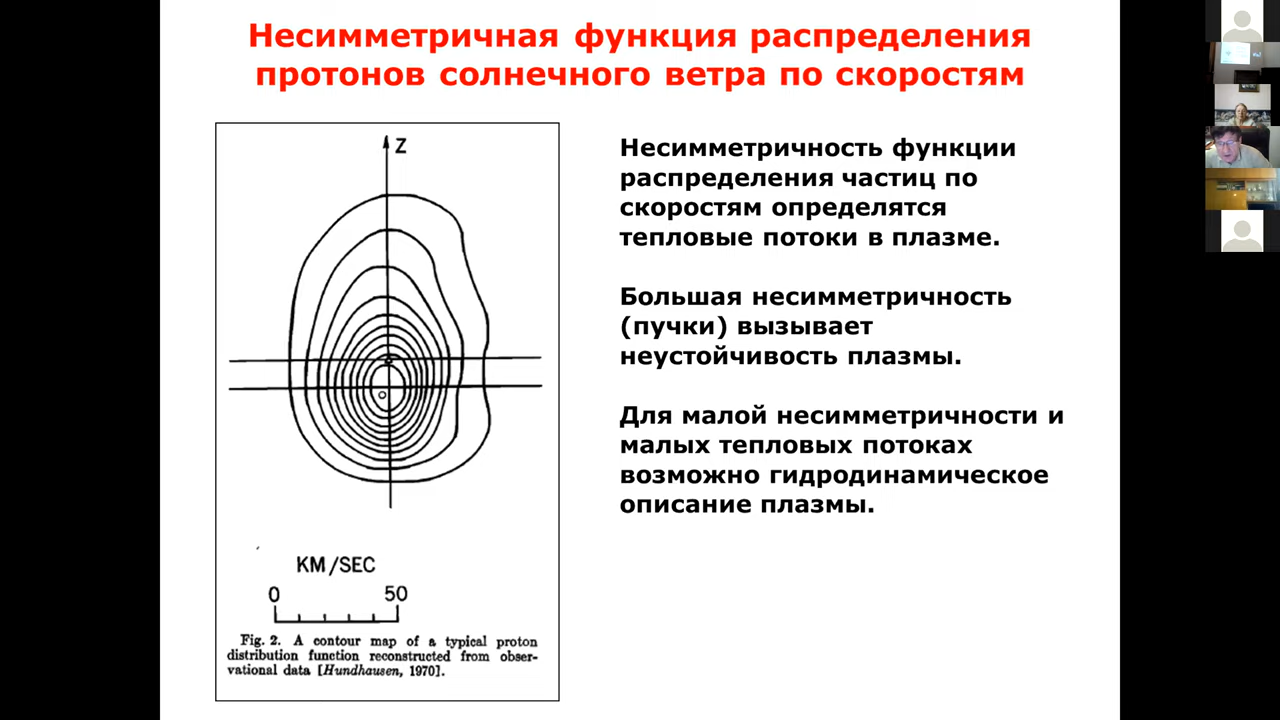 Несимметричная функция распределения
протонов солнечного ветра по скоростям
Z
KM/SEC
0 50
Fig. 2. A contour map of a typical proton
distribution function reconstructed from obser-
vational data [Hundhausen, 1970].
Несимметричность функции
распределения частиц по
скоростям определятся
тепловые потоки в плазме.
Большая несимметричность
(пучки) вызывает
неустойчивость плазмы.
Для малой несимметричности и
малых тепловых потоках
возможно гидродинамическое
описание плазмы.